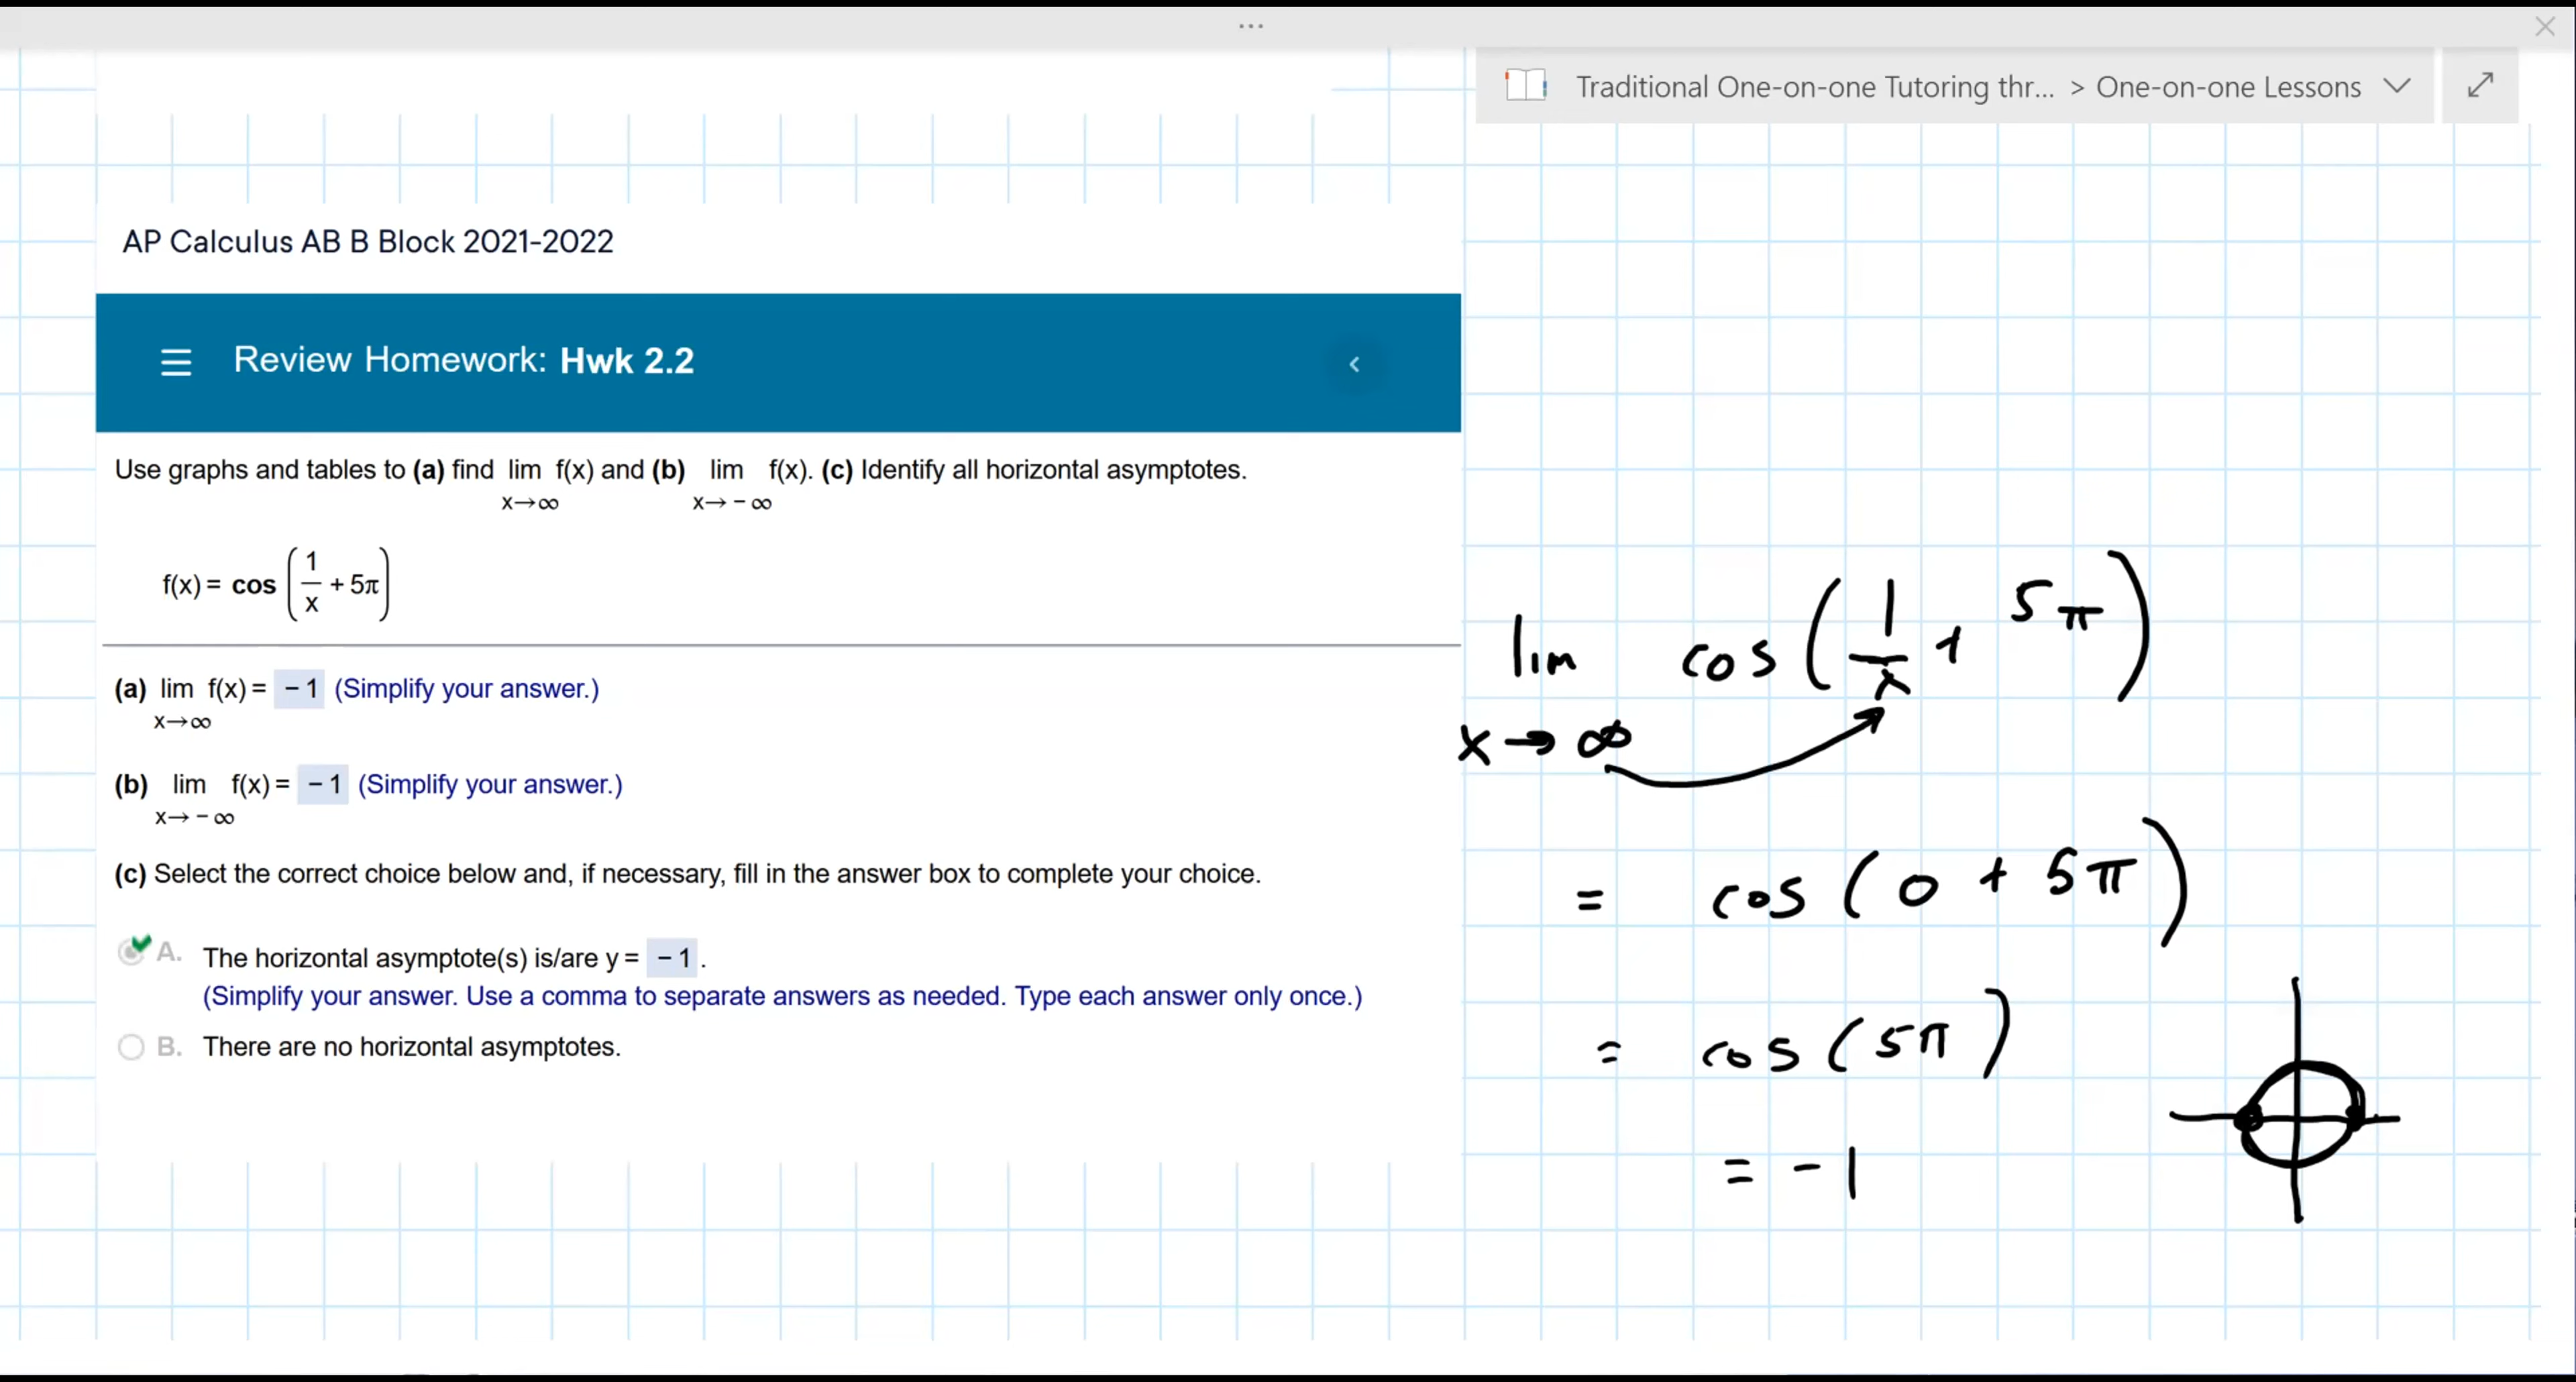 Traditional One-on-one Tutoring thr... > One-on-one Lessons
AP Calculus AB B Block 2021-2022
Review Homework: Hwk 2.2
Use graphs and tables to (a) find lim f(x) and (b) lim f(x). (c) Identify all horizontal asymptotes.
x→∞ x→ - ∞
f(x) = cos (1/x + 5π)
(a) lim f(x) = - 1 (Simplify your answer.)
x→∞
(b) lim f(x) = - 1 (Simplify your answer.)
x→ - ∞
(c) Select the correct choice below and, if necessary, fill in the answer box to complete your choice.
A. The horizontal asymptote(s) is/are y = - 1 .
(Simplify your answer. Use a comma to separate answers as needed. Type each answer only once.)
B. There are no horizontal asymptotes.
lim cos (1/x + 5π)
x → ∞
= cos (0 + 5π)
= cos (5π)
= - 1